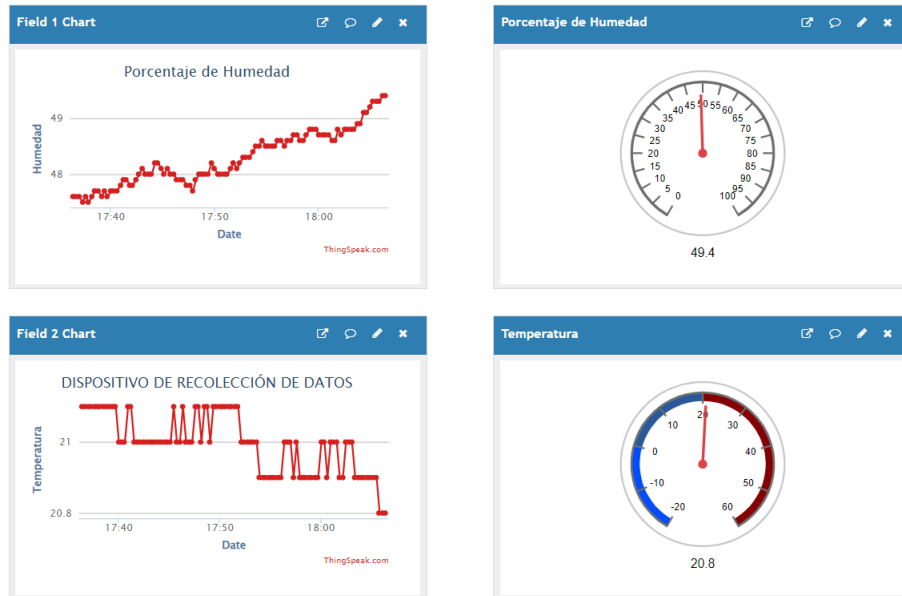 Field 1 Chart
Porcentaje de Humedad
Humedad
49
48
17:40 17:50 18:00
Date
ThingSpeak.com
Porcentaje de Humedad
0 5 10 15 20 25 30 35 40 45 50 55 60 65 70 75 80 85 90 95 100
49.4
Field 2 Chart
DISPOSITIVO DE RECOLECCIÓN DE DATOS
Temperatura
21
20.8
17:40 17:50 18:00
Date
ThingSpeak.com
Temperatura
-20 -10 0 10 20 30 40 50 60
20.8